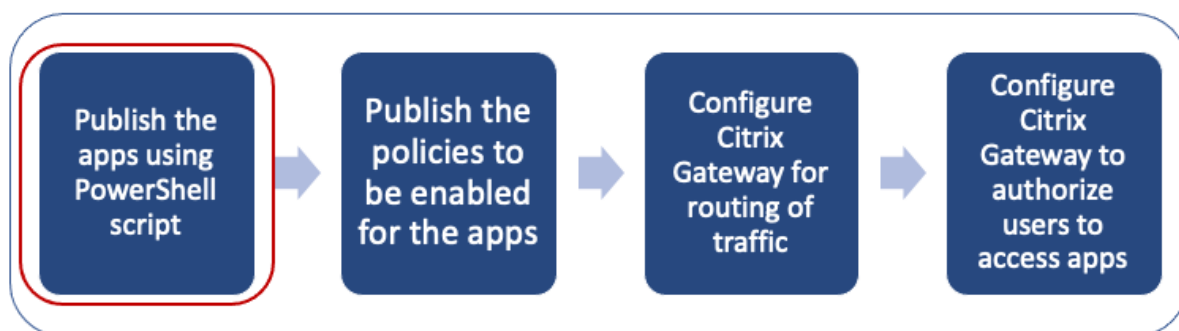 Publish the
apps using
PowerShell
script
Publish the
policies to
be enabled
for the apps
Configure
Citrix
Gateway for
routing of
traffic
Configure
Citrix
Gateway to
authorize
users to
access apps